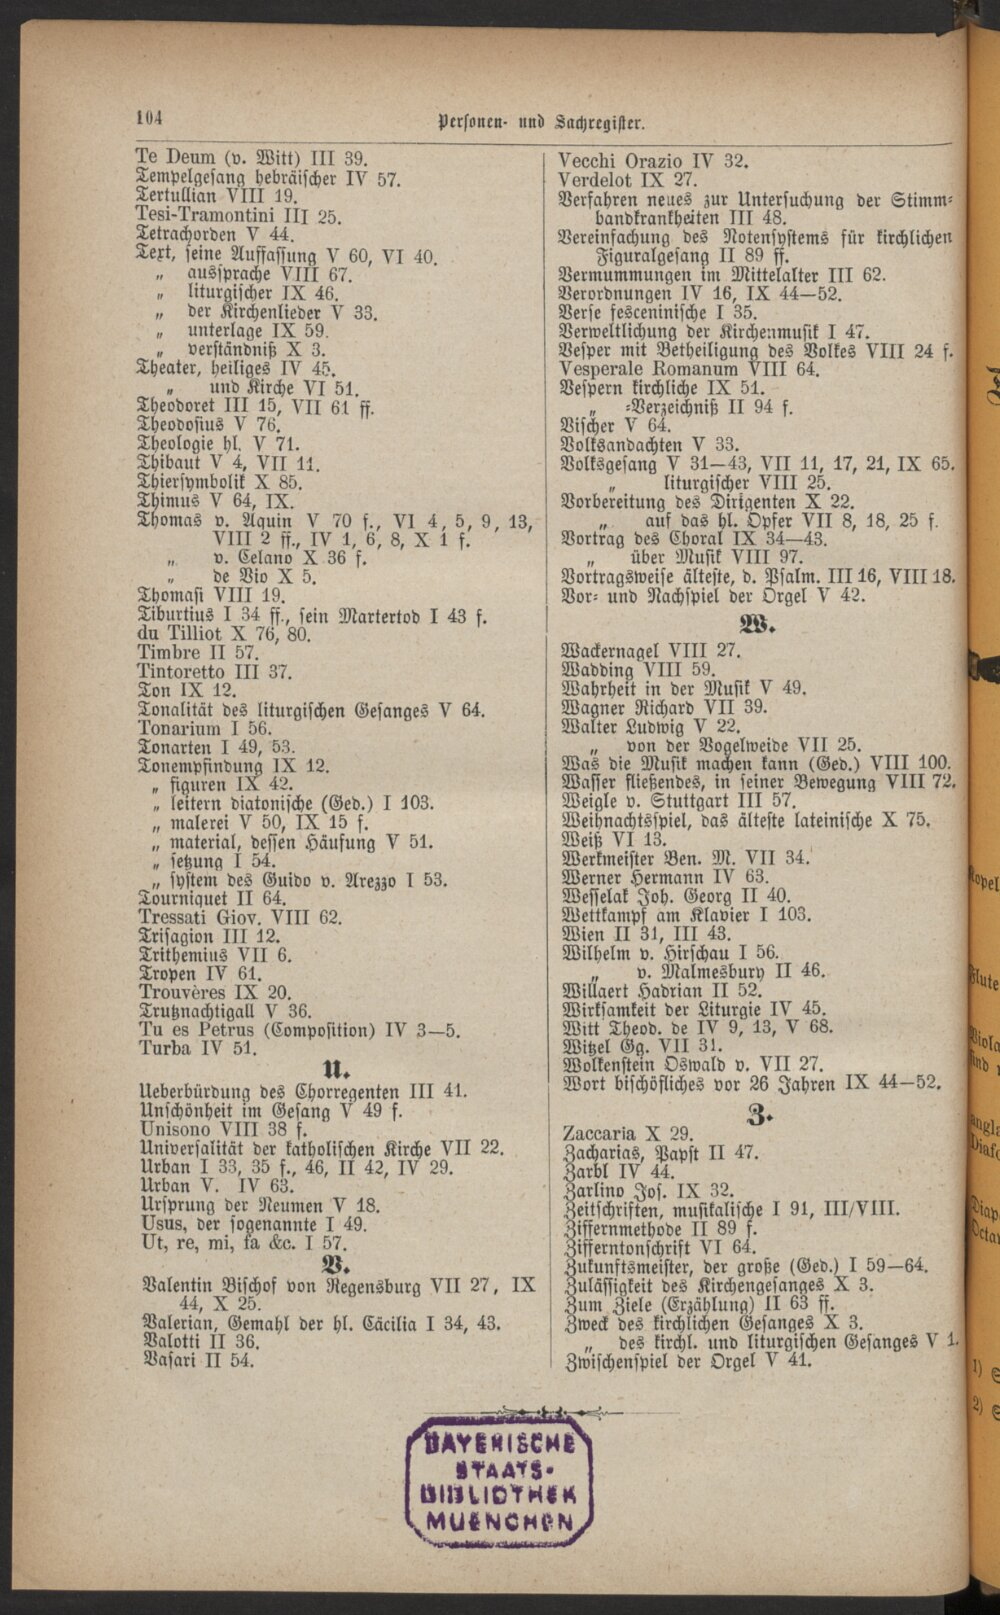 104
Personen- und Sachregister.
Te Deum (v. Witt) III 39.
Tempelgesang hebräischer IV 57.
Tertullian VIII 19.
Tesi-Tramontini III 25.
Tetrachorden V 44.
Text, seine Auffassung V 60, VI 40.
„ aussprache VIII 67.
„ liturgischer IX 46.
„ der Kirchenlieder V 33.
„ unterlage IX 59.
„ verständniß X 3.
Theater, heiliges IV 45.
„ und Kirche VI 51.
Theodoret III 15, VII 61 ff.
Theodosius V 76.
Theologie hl. V 71.
Thibaut V 4, VII 11.
Thiersymbolik X 85.
Thimus V 64, IX.
Thomas v. Aquin V 70 f., VI 4, 5, 9, 13,
VIII 2 ff., IV 1, 6, 8, X 1 f.
„ v. Celano X 36 f.
„ de Vio X 5.
Thomasi VIII 19.
Tiburtius I 34 ff., sein Martertod I 43 f.
du Tilliot X 76, 80.
Timbre II 57.
Tintoretto III 37.
Ton IX 12.
Tonalität des liturgischen Gesanges V 64.
Tonarium I 56.
Tonarten I 49, 53.
Tonempfindung IX 12.
„ figuren IX 42.
„ leitern diatonische (Ged.) I 103.
„ malerei V 50, IX 15 f.
„ material, dessen Häufung V 51.
„ setzung I 54.
„ system des Guido v. Arezzo I 53.
Tourniquet II 64.
Tressati Giov. VIII 62.
Trisagion III 12.
Trithemius VII 6.
Tropen IV 61.
Trouvères IX 20.
Trutznachtigall V 36.
Tu es Petrus (Composition) IV 3—5.
Turba IV 51.
U.
Ueberbürdung des Chorregenten III 41.
Unschönheit im Gesang V 49 f.
Unisono VIII 38 f.
Universalität der katholischen Kirche VII 22.
Urban I 33, 35 f., 46, II 42, IV 29.
Urban V. IV 63.
Ursprung der Neumen V 18.
Usus, der sogenannte I 49.
Ut, re, mi, fa &c. I 57.
V.
Valentin Bischof von Regensburg VII 27, IX
44, X 25.
Valerian, Gemahl der hl. Cäcilia I 34, 43.
Valotti II 36.
Vasari II 54.
Vecchi Orazio IV 32.
Verdelot IX 27.
Verfahren neues zur Untersuchung der Stimm-
bandkrankheiten III 48.
Vereinfachung des Notensystems für kirchlichen
Figuralgesang II 89 ff.
Vermummungen im Mittelalter III 62.
Verordnungen IV 16, IX 44—52.
Verse fesceninische I 35.
Verweltlichung der Kirchenmusik I 47.
Vesper mit Betheiligung des Volkes VIII 24 f.
Vesperale Romanum VIII 64.
Vespern kirchliche IX 51.
„ -Verzeichniß II 94 f.
Vischer V 64.
Volksandachten V 33.
Volksgesang V 31—43, VII 11, 17, 21, IX 65.
„ liturgischer VIII 25.
Vorbereitung des Dirigenten X 22.
„ auf das hl. Opfer VII 8, 18, 25 f.
Vortrag des Choral IX 34—43.
„ über Musik VIII 97.
Vortragsweise älteste, d. Psalm. III 16, VIII 18.
Vor- und Nachspiel der Orgel V 42.
W.
Wackernagel VIII 27.
Wadding VIII 59.
Wahrheit in der Musik V 49.
Wagner Richard VII 39.
Walter Ludwig V 22.
„ von der Vogelweide VII 25.
Was die Musik machen kann (Ged.) VIII 100.
Wasser fließendes, in seiner Bewegung VIII 72.
Weigle v. Stuttgart III 57.
Weihnachtsspiel, das älteste lateinische X 75.
Weiß VI 13.
Werkmeister Ben. M. VII 34.
Werner Hermann IV 63.
Wesselak Joh. Georg II 40.
Wettkampf am Klavier I 103.
Wien II 31, III 43.
Wilhelm v. Hirschau I 56.
„ v. Malmesbury II 46.
Willaert Hadrian II 52.
Wirksamkeit der Liturgie IV 45.
Witt Theod. de IV 9, 13, V 68.
Witzel Gg. VII 31.
Wolkenstein Oswald v. VII 27.
Wort bischöfliches vor 26 Jahren IX 44—52.
Z.
Zaccaria X 29.
Zacharias, Papst II 47.
Zarbl IV 44.
Zarlino Jos. IX 32.
Zeitschriften, musikalische I 91, III/VIII.
Ziffernmethode II 89 f.
Zifferntonschrift VI 64.
Zukunftsmeister, der große (Ged.) I 59—64.
Zulässigkeit des Kirchengesanges X 3.
Zum Ziele (Erzählung) II 63 ff.
Zweck des kirchlichen Gesanges X 3.
„ des kirchl. und liturgischen Gesanges V 1.
Zwischenspiel der Orgel V 41.
BAYERISCHE
STAATS-
BIBLIOTHEK
MUENCHEN